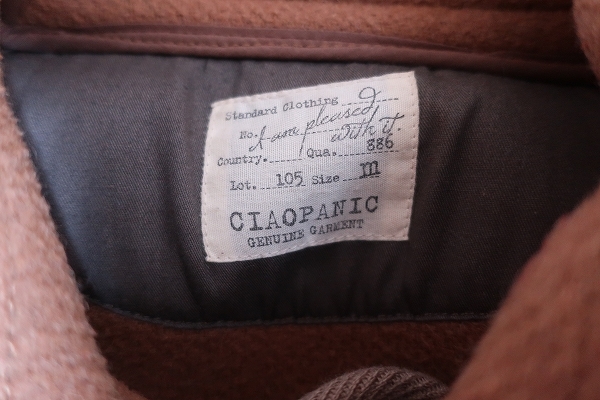 Standard Clothing
No. I am pleased with it.
Country. Qua. 886
Lot. 105 Size m
CIAOPANIC
GENUINE GARMENT